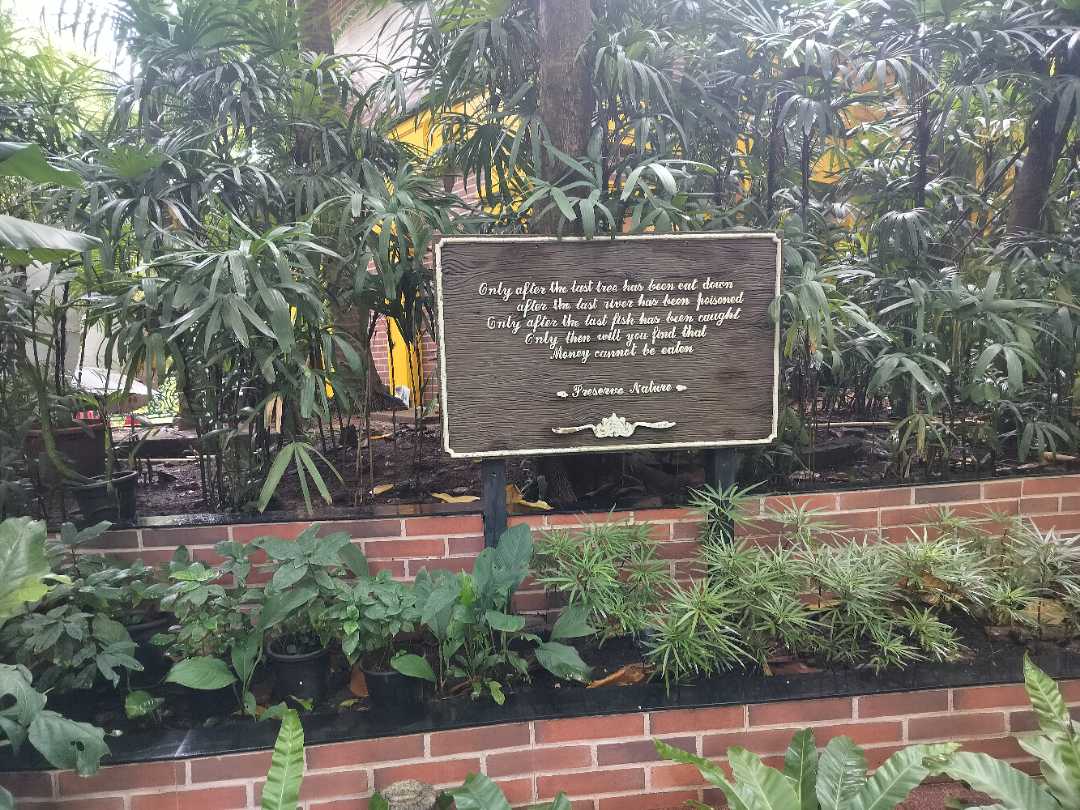 Only after the last tree has been cut down
after the last river has been poisoned
Only after the last fish has been caught
Only then will you find that
Money cannot be eaten
Preserve Nature